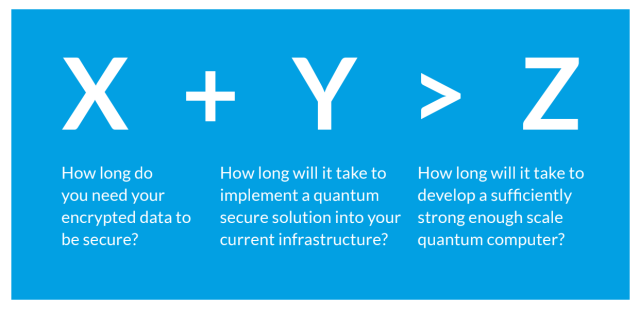 X + Y > Z
How long do
you need your
encrypted data to
be secure?
How long will it take to
implement a quantum
secure solution into your
current infrastructure?
How long will it take to
develop a sufficiently
strong enough scale
quantum computer?